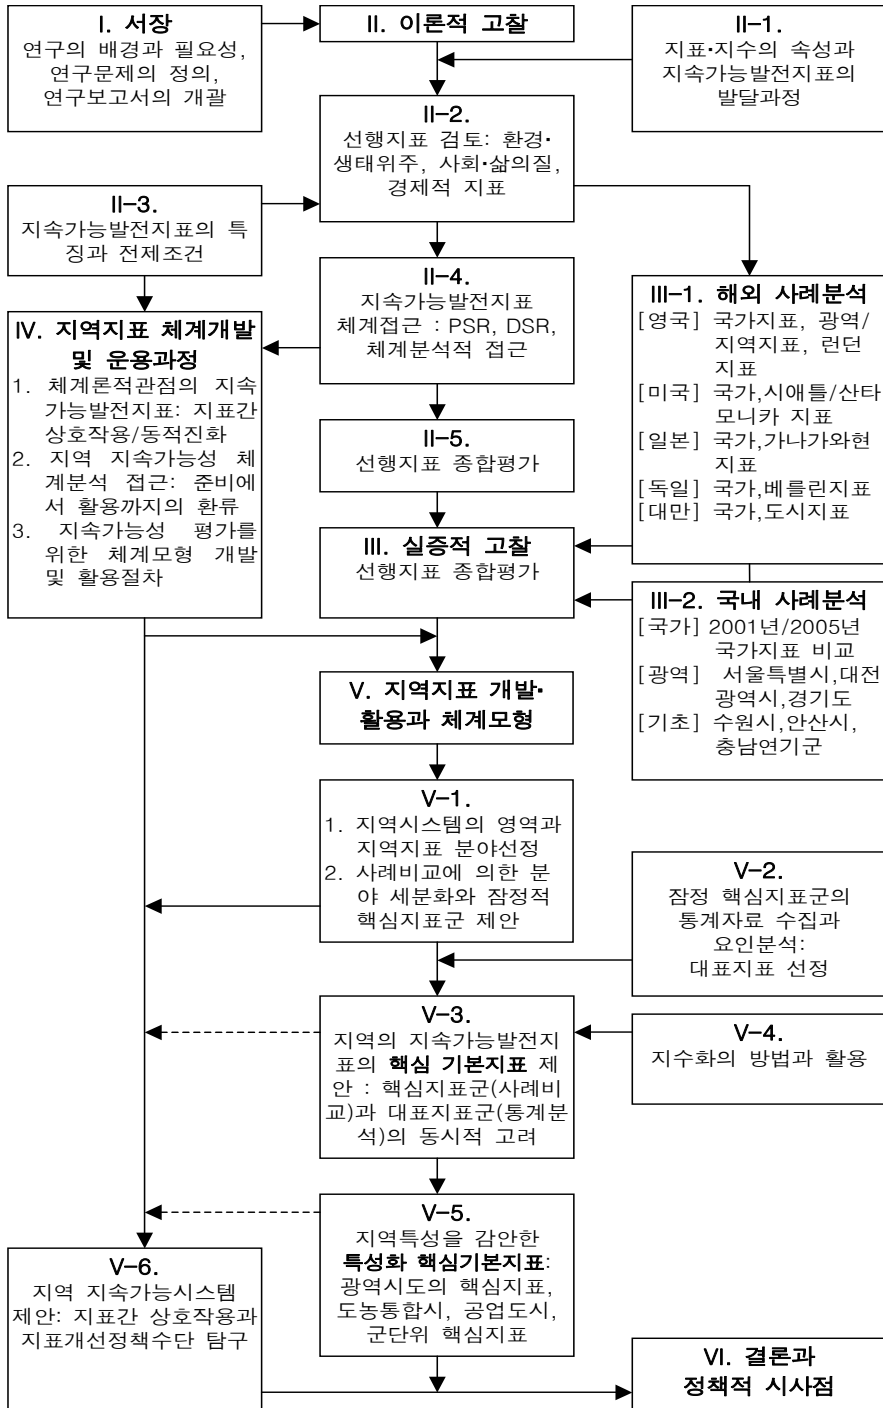 I. 서장
연구의 배경과 필요성,
연구문제의 정의,
연구보고서의 개괄
II. 이론적 고찰
II-1.
지표·지수의 속성과
지속가능발전지표의
발달과정
II-2.
선행지표 검토: 환경·
생태위주, 사회·삶의질,
경제적 지표
II-3.
지속가능발전지표의 특
징과 전제조건
II-4.
지속가능발전지표
체계접근 : PSR, DSR,
체계분석적 접근
III-1. 해외 사례분석
[영국] 국가지표, 광역/
지역지표, 런던
지표
[미국] 국가,시애틀/산타
모니카 지표
[일본] 국가,가나가와현
지표
[독일] 국가,베를린지표
[대만] 국가,도시지표
IV. 지역지표 체계개발
및 운용과정
1. 체계론적관점의 지속
가능발전지표: 지표간
상호작용/동적진화
2. 지역 지속가능성 체
계분석 접근: 준비에
서 활용까지의 환류
3. 지속가능성 평가를
위한 체계모형 개발
및 활용절차
II-5.
선행지표 종합평가
III. 실증적 고찰
선행지표 종합평가
III-2. 국내 사례분석
[국가] 2001년/2005년
국가지표 비교
[광역] 서울특별시,대전
광역시,경기도
[기초] 수원시,안산시,
충남연기군
V. 지역지표 개발·
활용과 체계모형
V-1.
1. 지역시스템의 영역과
지역지표 분야선정
2. 사례비교에 의한 분
야 세분화와 잠정적
핵심지표군 제안
V-2.
잠정 핵심지표군의
통계자료 수집과
요인분석:
대표지표 선정
V-3.
지역의 지속가능발전지
표의 핵심 기본지표 제
안 : 핵심지표군(사례비
교)과 대표지표군(통계분
석)의 동시적 고려
V-4.
지수화의 방법과 활용
V-5.
지역특성을 감안한
특성화 핵심기본지표:
광역시도의 핵심지표,
도농통합시, 공업도시,
군단위 핵심지표
V-6.
지역 지속가능시스템
제안: 지표간 상호작용과
지표개선정책수단 탐구
VI. 결론과
정책적 시사점